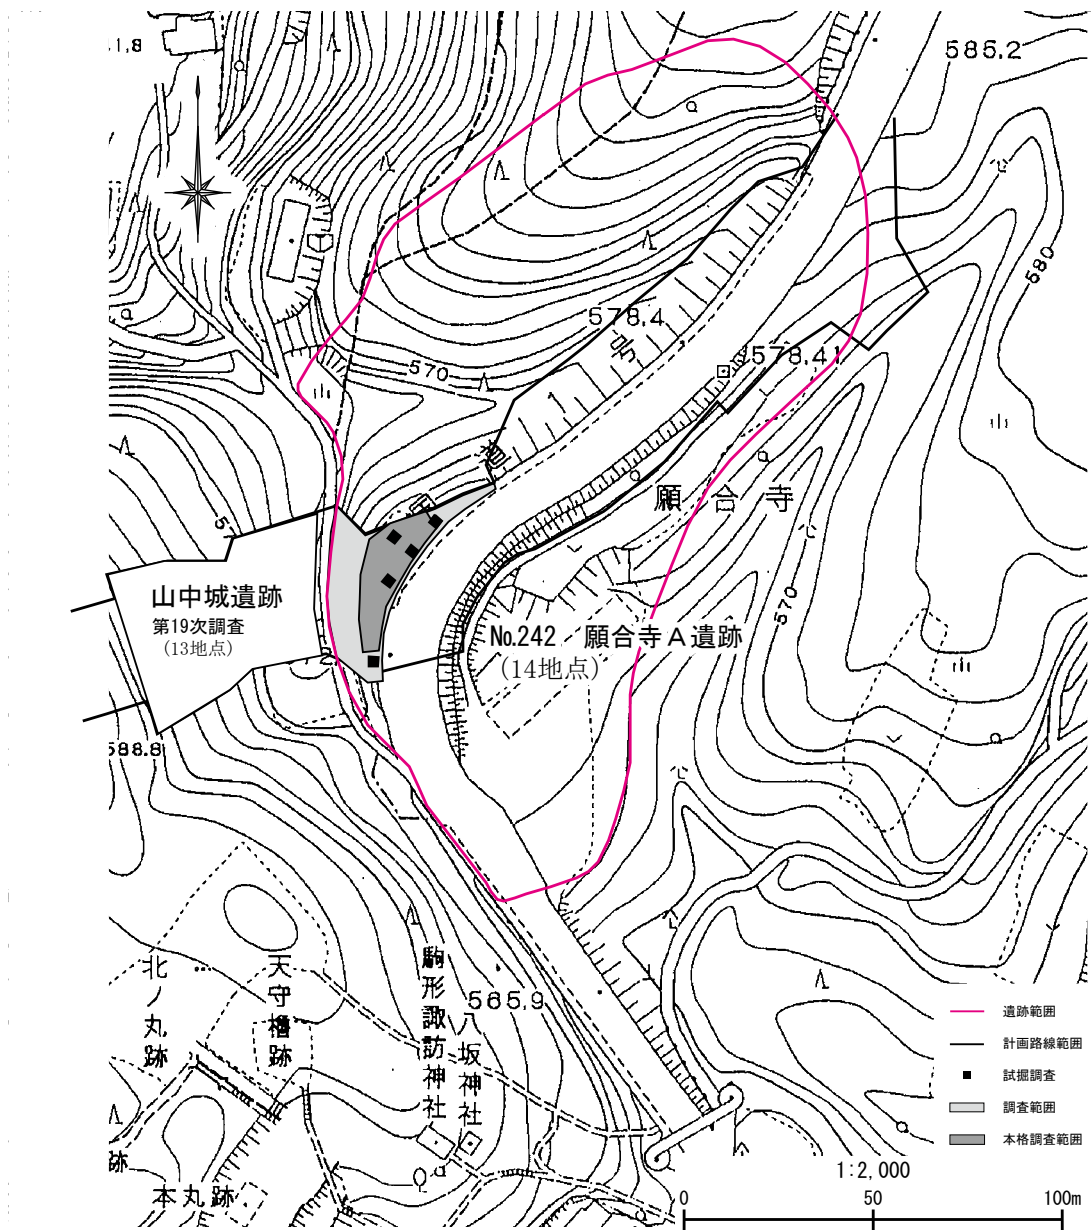 585.2
580
578.4
578.41
1号
570
願合寺
山中城遺跡
第19次調査
(13地点)
No.242 願合寺A遺跡
(14地点)
570
588.8
565.9
北ノ丸跡
天守櫓跡
駒形諏訪神社
八坂神社
本丸跡
跡
遺跡範囲
計画路線範囲
試掘調査
調査範囲
本格調査範囲
1:2,000
0 50 100m